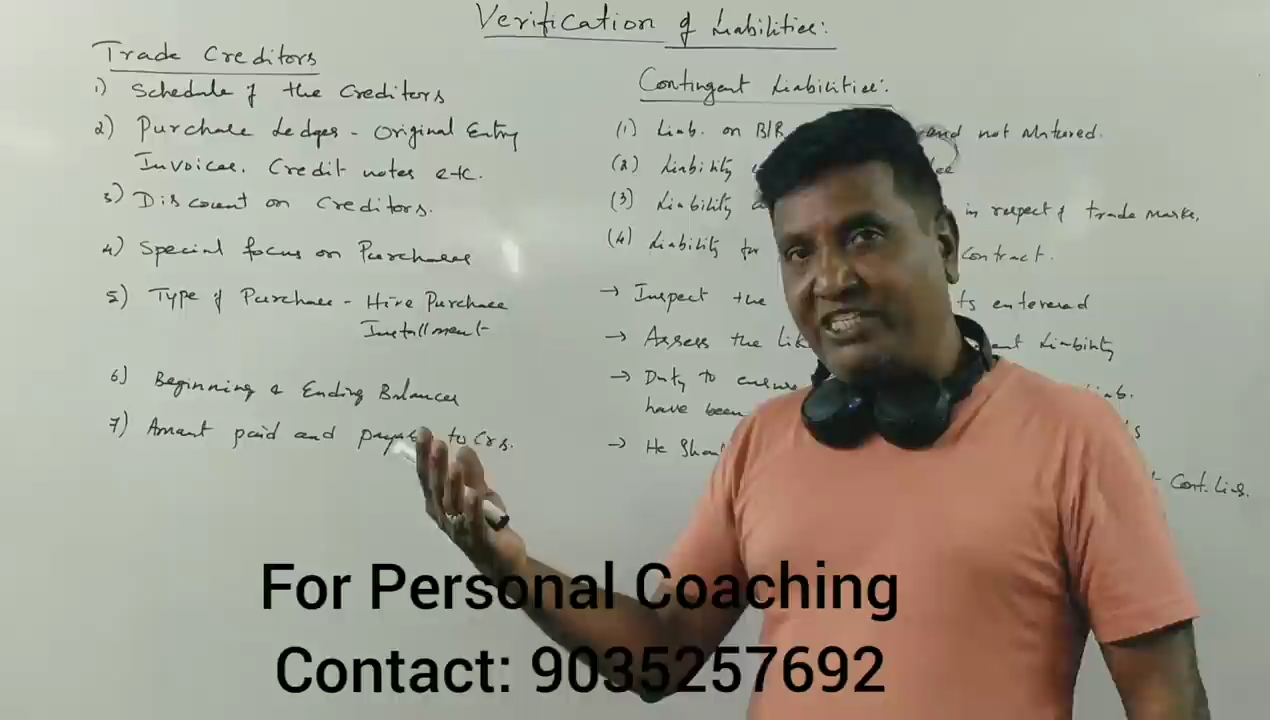 Verification of Liabilities:
Trade Creditors
1) Schedule of the Creditors
2) Purchase Ledger - Original Entry
Invoices, Credit notes etc.
3) Discount on Creditors.
4) Special focus on Purchases
5) Type of Purchase - Hire Purchase
Installment
6) Beginning & Ending Balances
7) Amount paid and to Crs.
Contingent Liabilities:
(1) Liab. on B/R and not Matured.
(2) Liability
(3) Liability in respect of trade marks.
(4) Liability for Contract.
→ Inspect the entered
→ Assess the Liability
→ Duty to ensure Liab.
have been
→ He
Cont. Liab.
For Personal Coaching
Contact: 9035257692